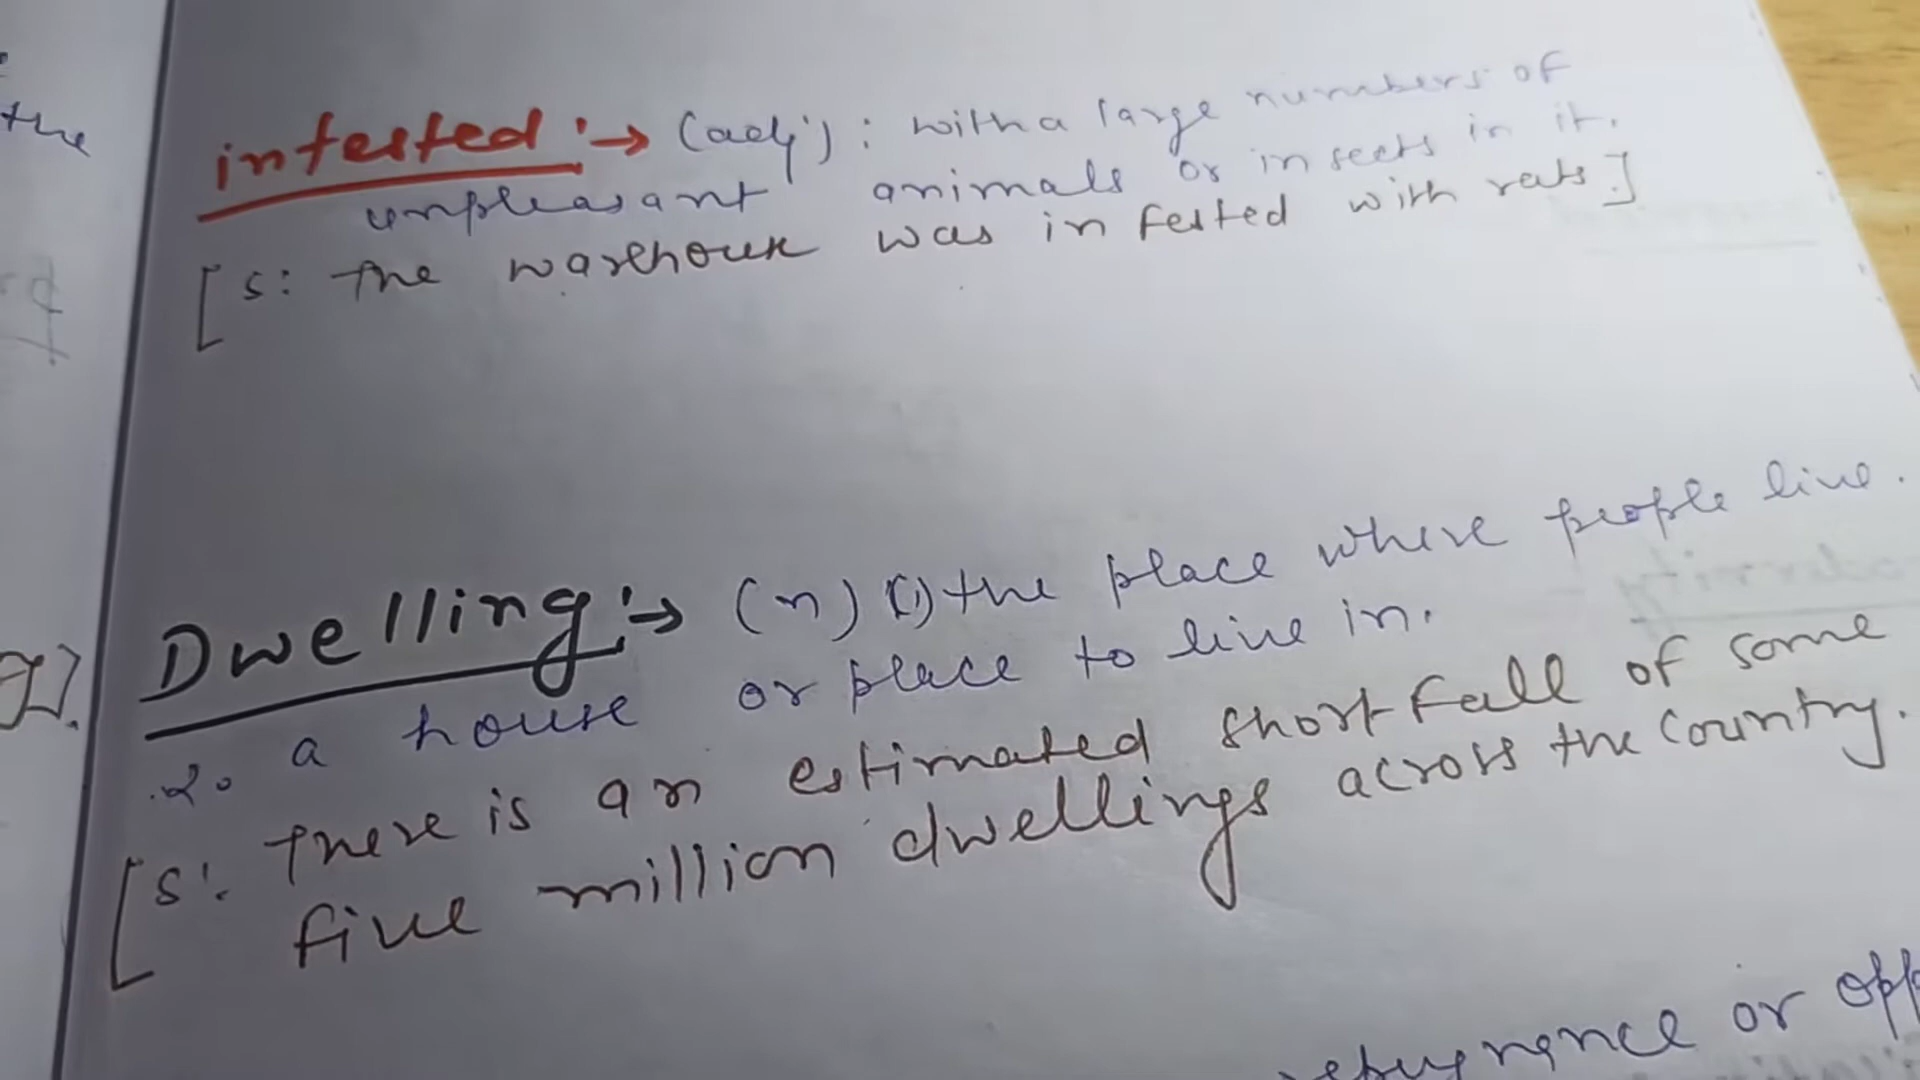 the
infested :→ (adj) : with a large numbers of
unpleasant animals or insects in it.
[S: The warehouse was infested with rats]
Dwelling :→ (n) (1) the place where people live.
2. a house or place to live in.
[S: There is an estimated shortfall of some
five million dwellings across the country.
or